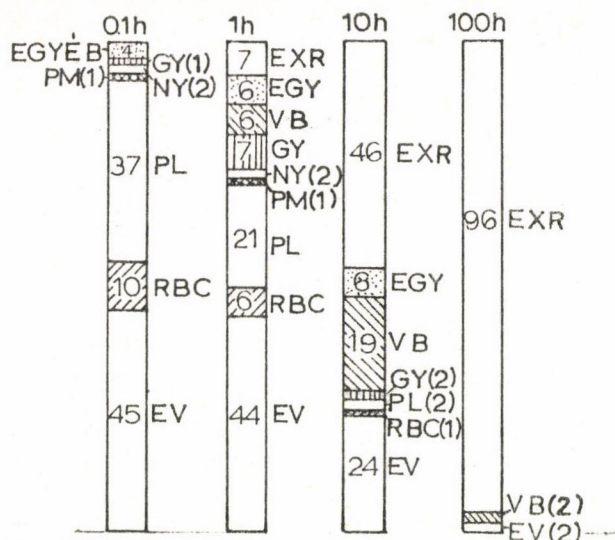 0.1h
EGYÉB
4
GY(1)
PM(1)
NY(2)
37 PL
10 RBC
45 EV
1h
7 EXR
6 EGY
6 VB
7 GY
NY(2)
PM(1)
21 PL
6 RBC
44 EV
10h
46 EXR
6 EGY
19 VB
GY(2)
PL(2)
RBC(1)
24 EV
100h
96 EXR
VB(2)
EV(2)